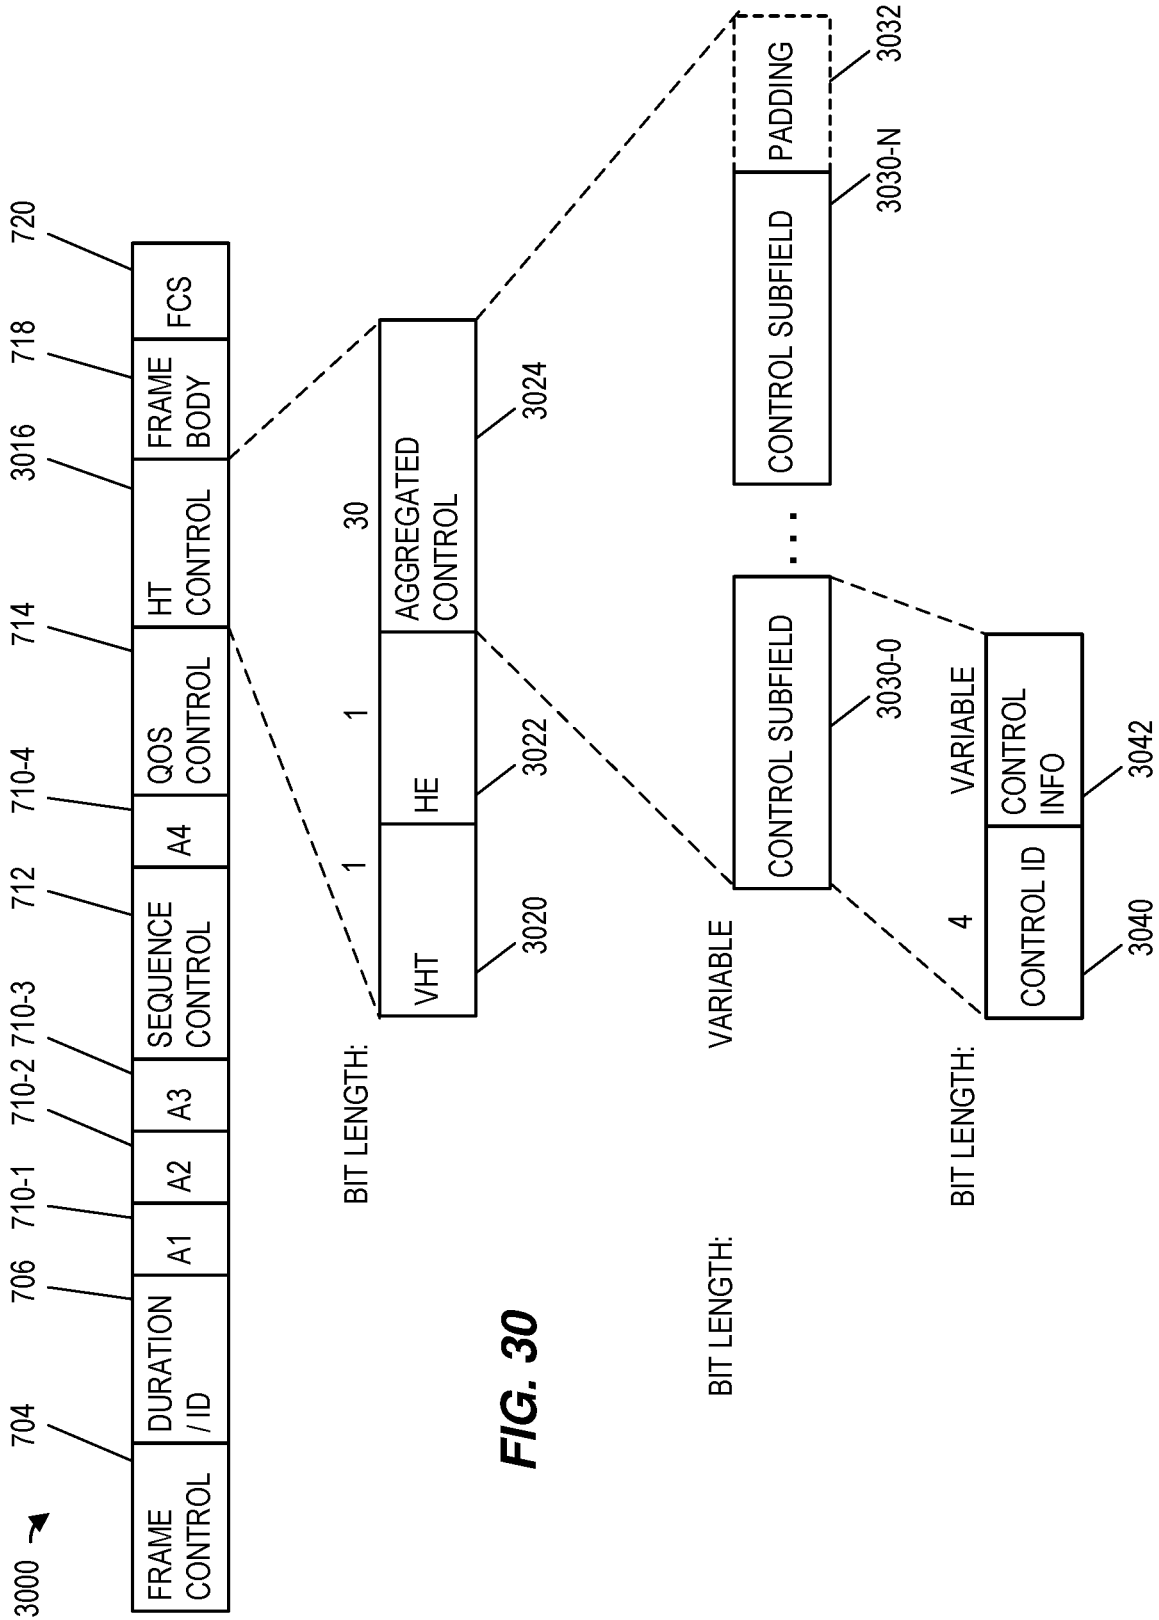 3000
704
706
710-1
710-2
710-3
712
710-4
714
3016
718
720
FRAME
CONTROL
DURATION
/ ID
A1
A2
A3
SEQUENCE
CONTROL
A4
QOS
CONTROL
HT
CONTROL
FRAME
BODY
FCS
BIT LENGTH:
1
1
30
VHT
HE
AGGREGATED
CONTROL
3020
3022
3024
FIG. 30
BIT LENGTH:
VARIABLE
CONTROL SUBFIELD
...
CONTROL SUBFIELD
PADDING
3030-0
3030-N
3032
BIT LENGTH:
4
VARIABLE
CONTROL ID
CONTROL
INFO
3040
3042